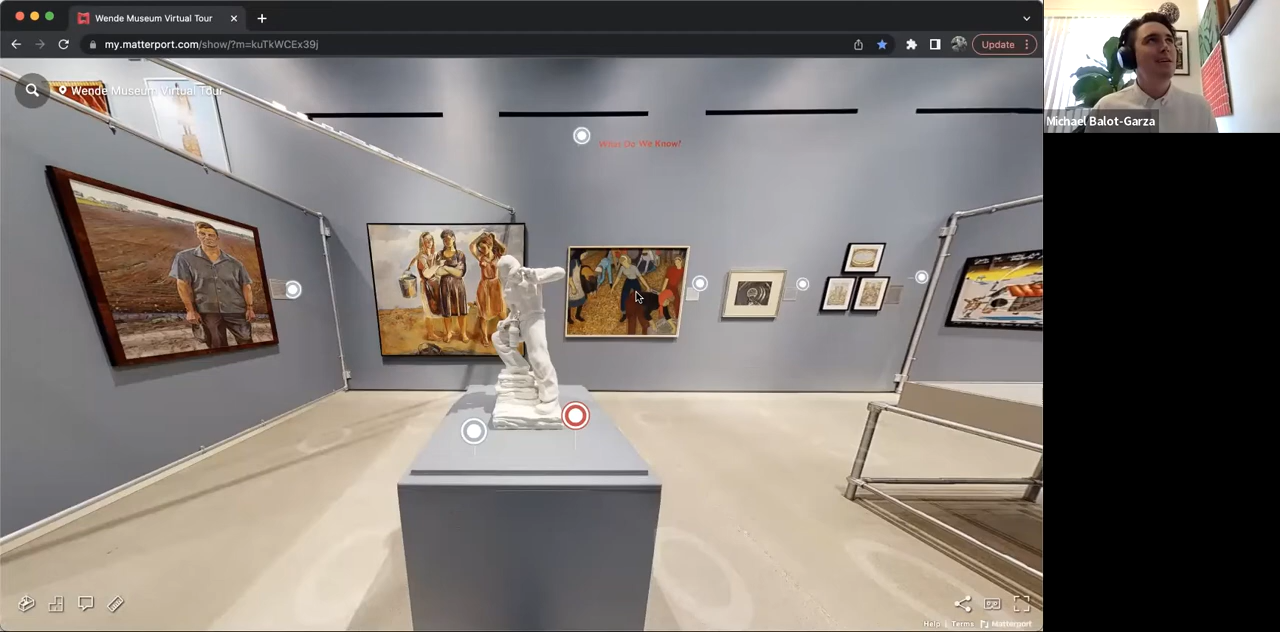 Wende Museum Virtual Tour
my.matterport.com/show/?m=kuTkWCEx39j
Update
Wende Museum Virtual Tour
What Do We Know?
Michael Balot-Garza
Help | Terms
Matterport